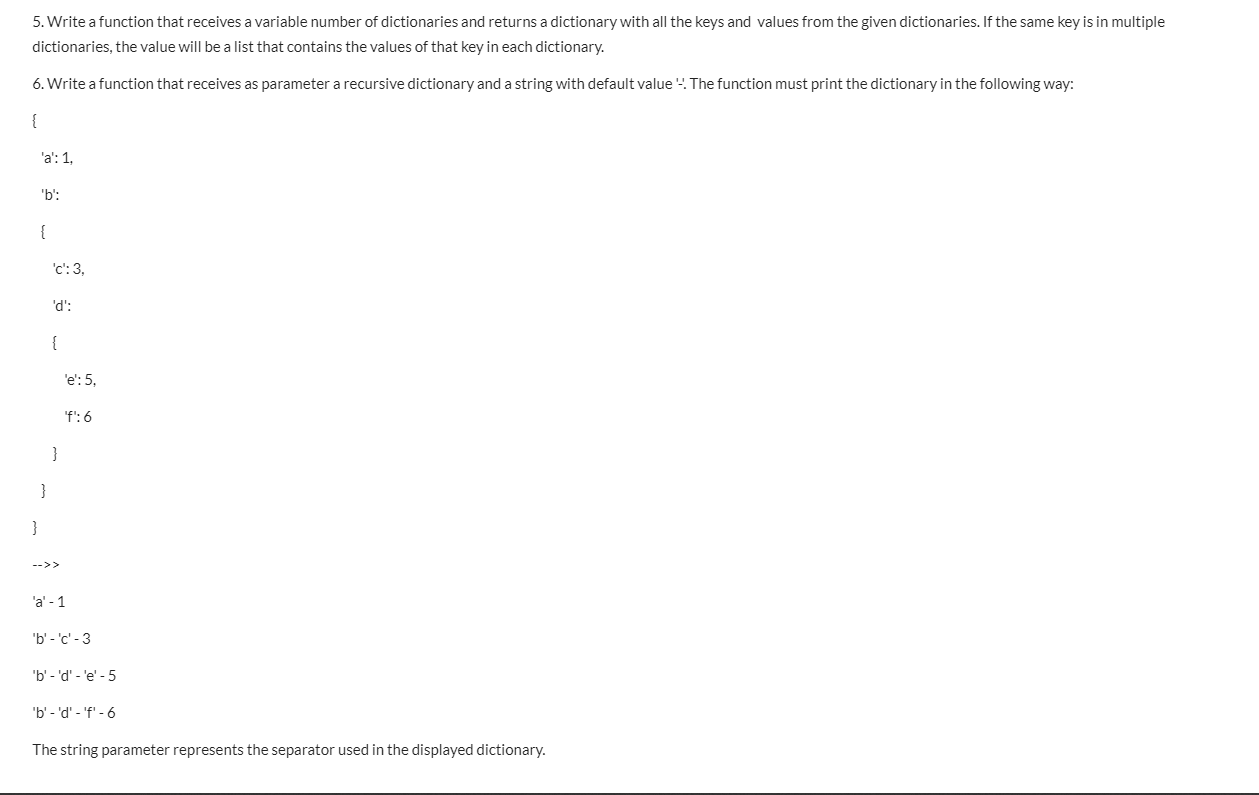 5. Write a function that receives a variable number of dictionaries and returns a dictionary with all the keys and values from the given dictionaries. If the same key is in multiple
dictionaries, the value will be a list that contains the values of that key in each dictionary.
6. Write a function that receives as parameter a recursive dictionary and a string with default value '-'. The function must print the dictionary in the following way:
{
'a': 1,
'b':
{
'c': 3,
'd':
{
'e': 5,
'f': 6
}
}
}
-->>
'a' - 1
'b' - 'c' - 3
'b' - 'd' - 'e' - 5
'b' - 'd' - 'f' - 6
The string parameter represents the separator used in the displayed dictionary.